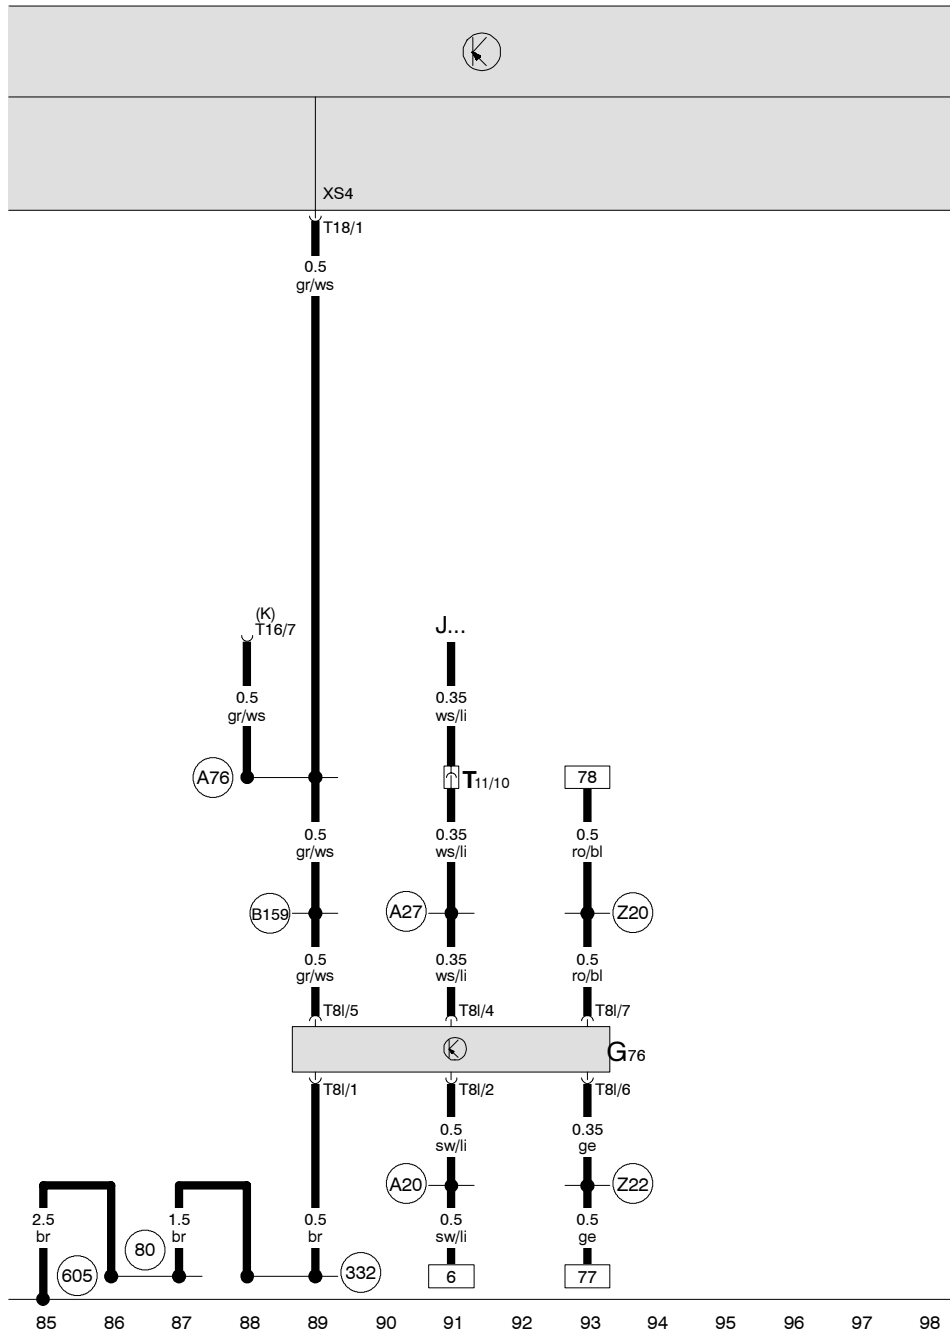 XS4
T18/1
0.5
gr/ws
(K)
T16/7
J...
0.5
gr/ws
0.35
ws/li
A76
T11/10
78
0.5
gr/ws
0.35
ws/li
0.5
ro/bl
B159
A27
Z20
0.5
gr/ws
0.35
ws/li
0.5
ro/bl
T8l/5
T8l/4
T8l/7
G76
T8l/1
T8l/2
T8l/6
0.5
sw/li
0.35
ge
A20
Z22
2.5
br
1.5
br
0.5
br
0.5
sw/li
0.5
ge
80
605
332
6
77
85 86 87 88 89 90 91 92 93 94 95 96 97 98